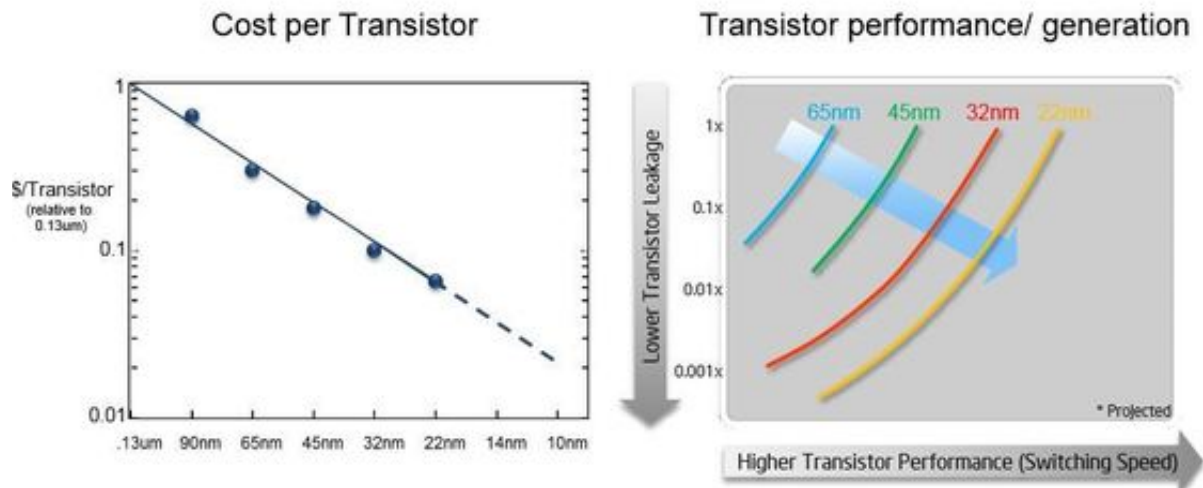 Cost per Transistor
1
$/Transistor
(relative to
0.13um)
0.1
0.01
.13um 90nm 65nm 45nm 32nm 22nm 14nm 10nm
Transistor performance/ generation
Lower Transistor Leakage
65nm 45nm 32nm 22nm
1x
0.1x
0.01x
0.001x
* Projected
Higher Transistor Performance (Switching Speed)